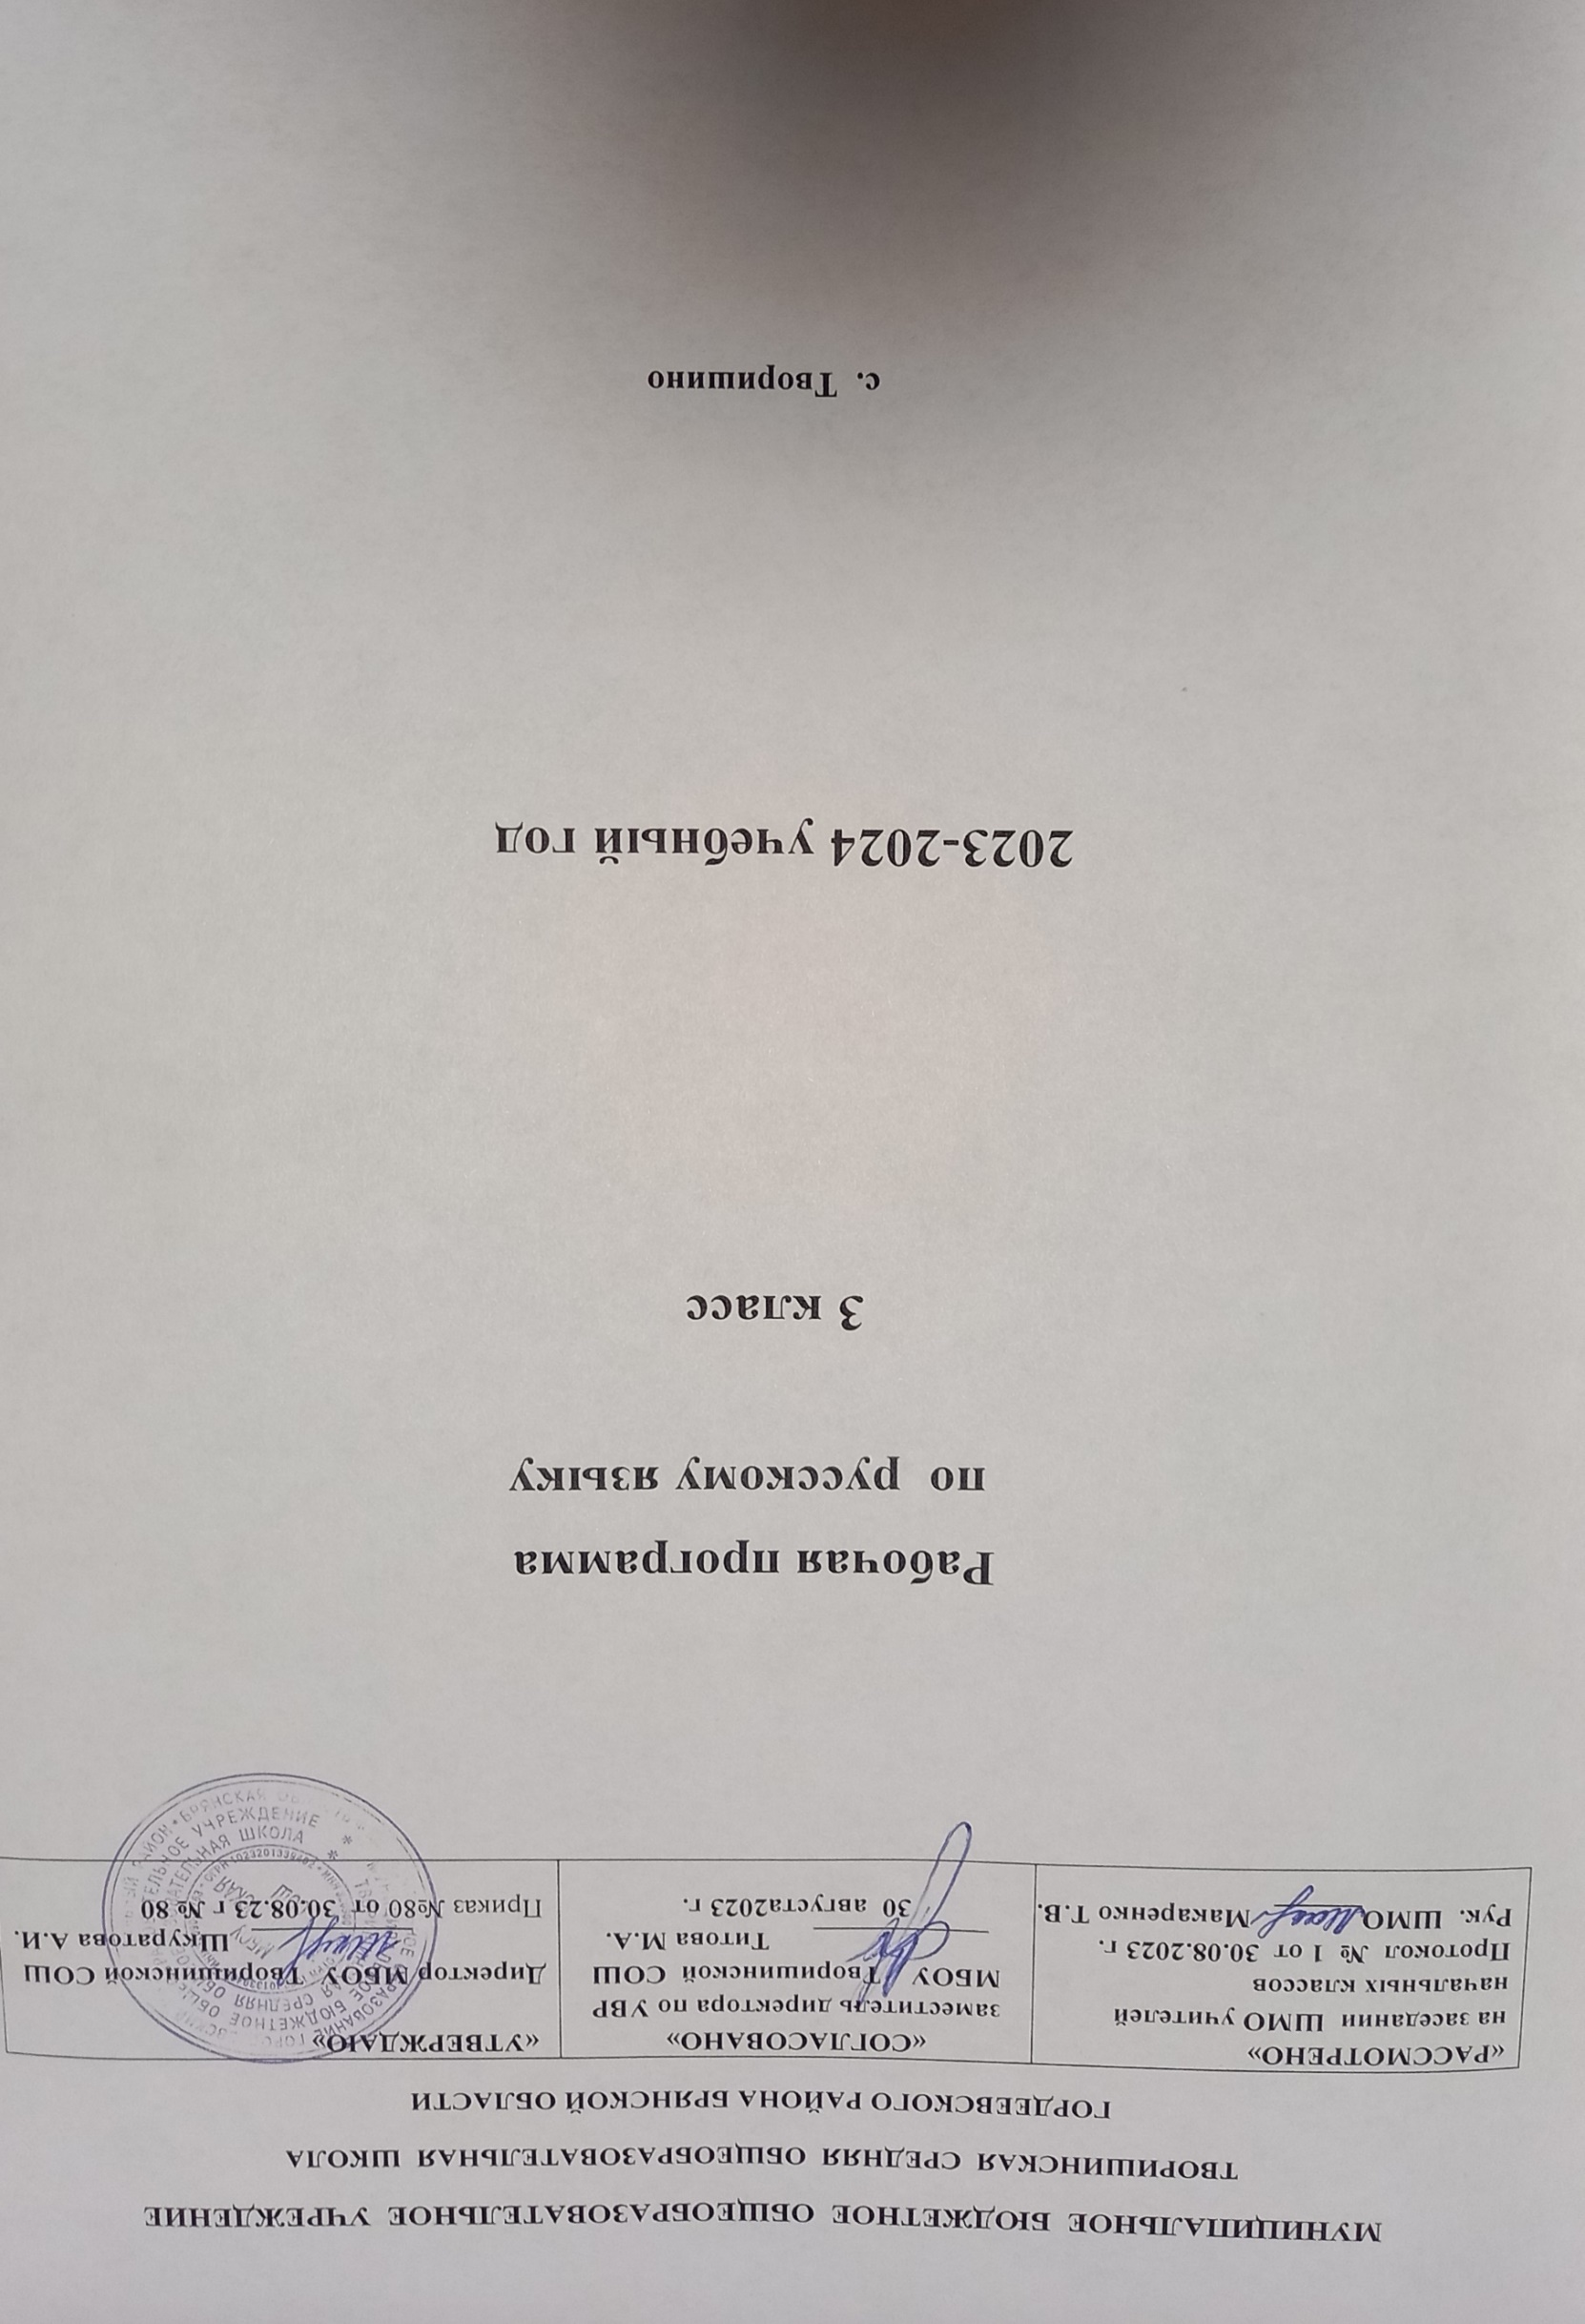 МУНИЦИПАЛЬНОЕ БЮДЖЕТНОЕ ОБЩЕОБРАЗОВАТЕЛЬНОЕ УЧРЕЖДЕНИЕ
ТВОРИШИНСКАЯ СРЕДНЯЯ ОБЩЕОБРАЗОВАТЕЛЬНАЯ ШКОЛА
ГОРДЕЕВСКОГО РАЙОНА БРЯНСКОЙ ОБЛАСТИ
«РАССМОТРЕНО»
на заседании ШМО учителей
начальных классов
Протокол № 1 от 30.08.2023 г.
Рук. ШМО Макаренко Т.В.
«СОГЛАСОВАНО»
заместитель директора по УВР
МБОУ Творишинской СОШ
Титова М.А.
30 августа2023 г.
«УТВЕРЖДАЮ»
Директор МБОУ Творишинской СОШ
Шкуратова А.И.
Приказ №80 от 30.08.23 г № 80
Рабочая программа
по русскому языку
3 класс
2023-2024 учебный год
с. Творишино